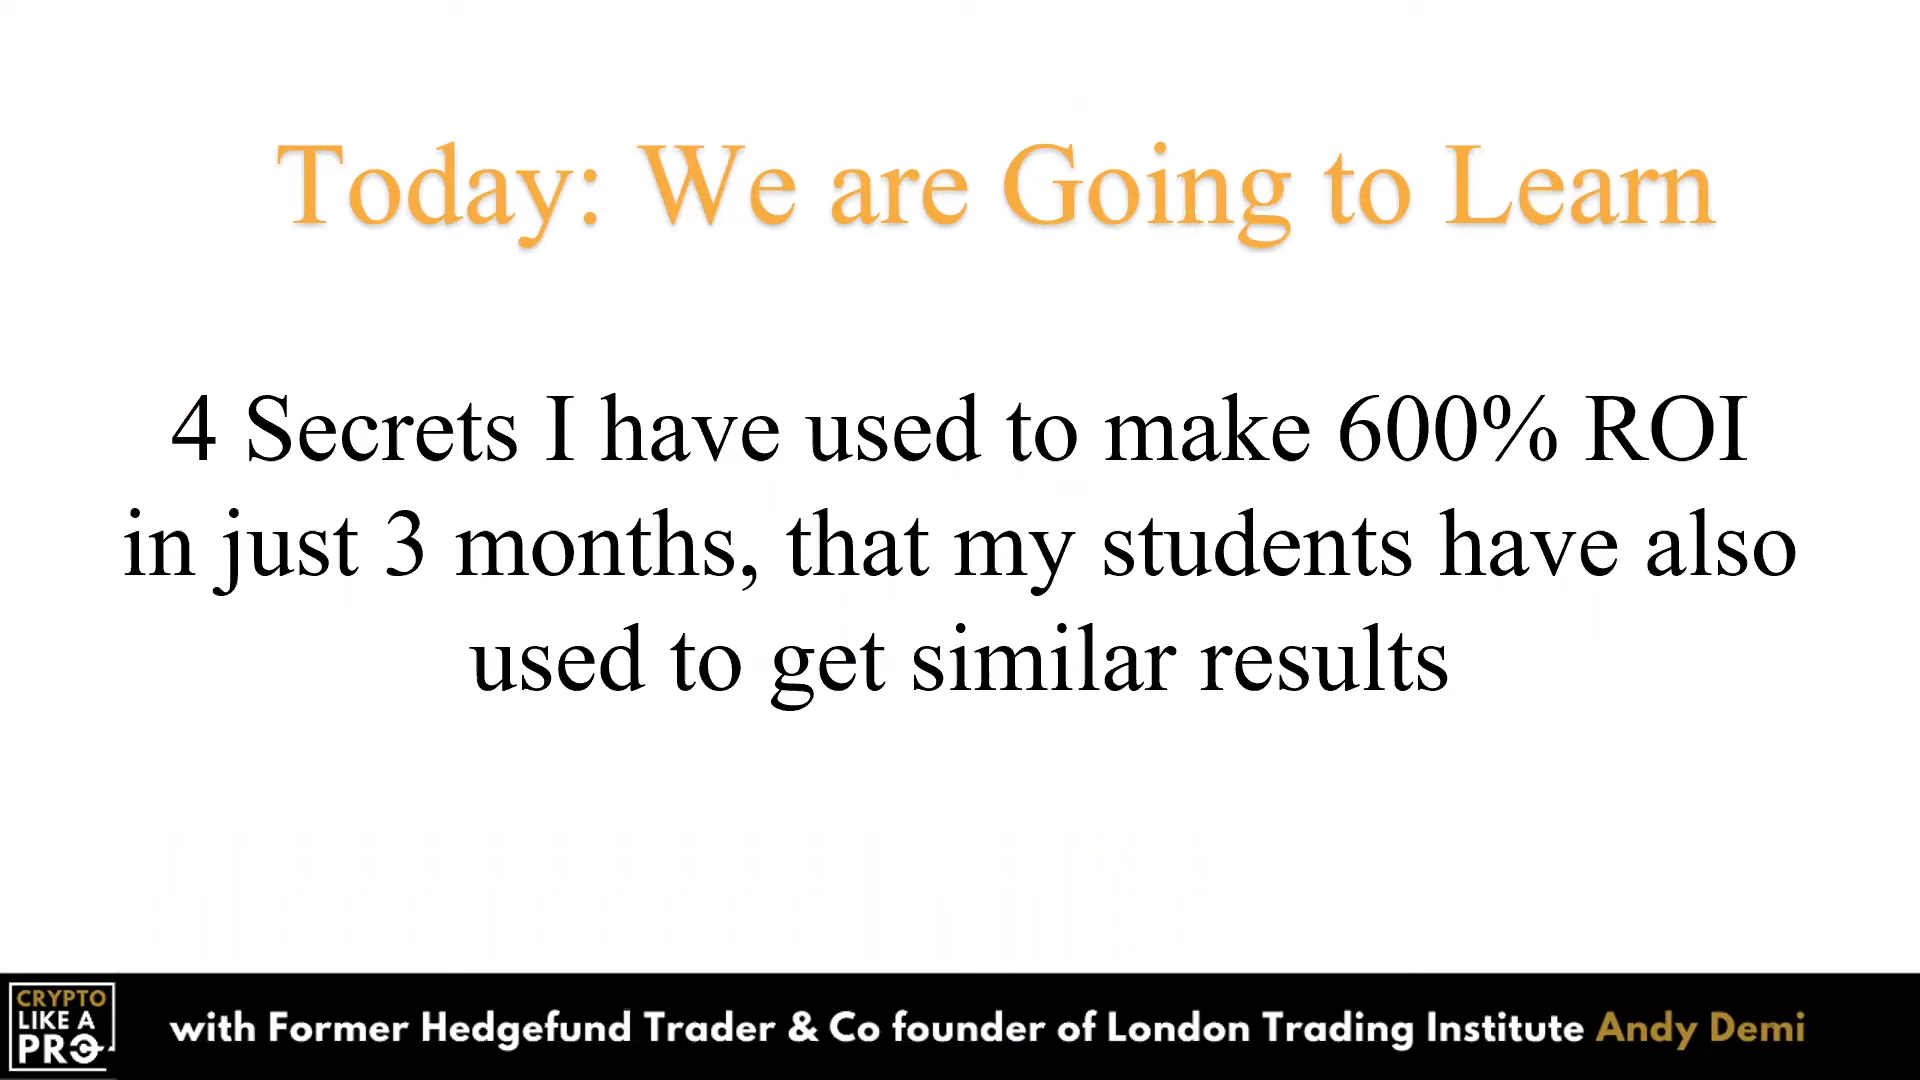 Today: We are Going to Learn
4 Secrets I have used to make 600% ROI
in just 3 months, that my students have also
used to get similar results
CRYPTO
LIKE A
PRO
with Former Hedgefund Trader & Co founder of London Trading Institute Andy Demi